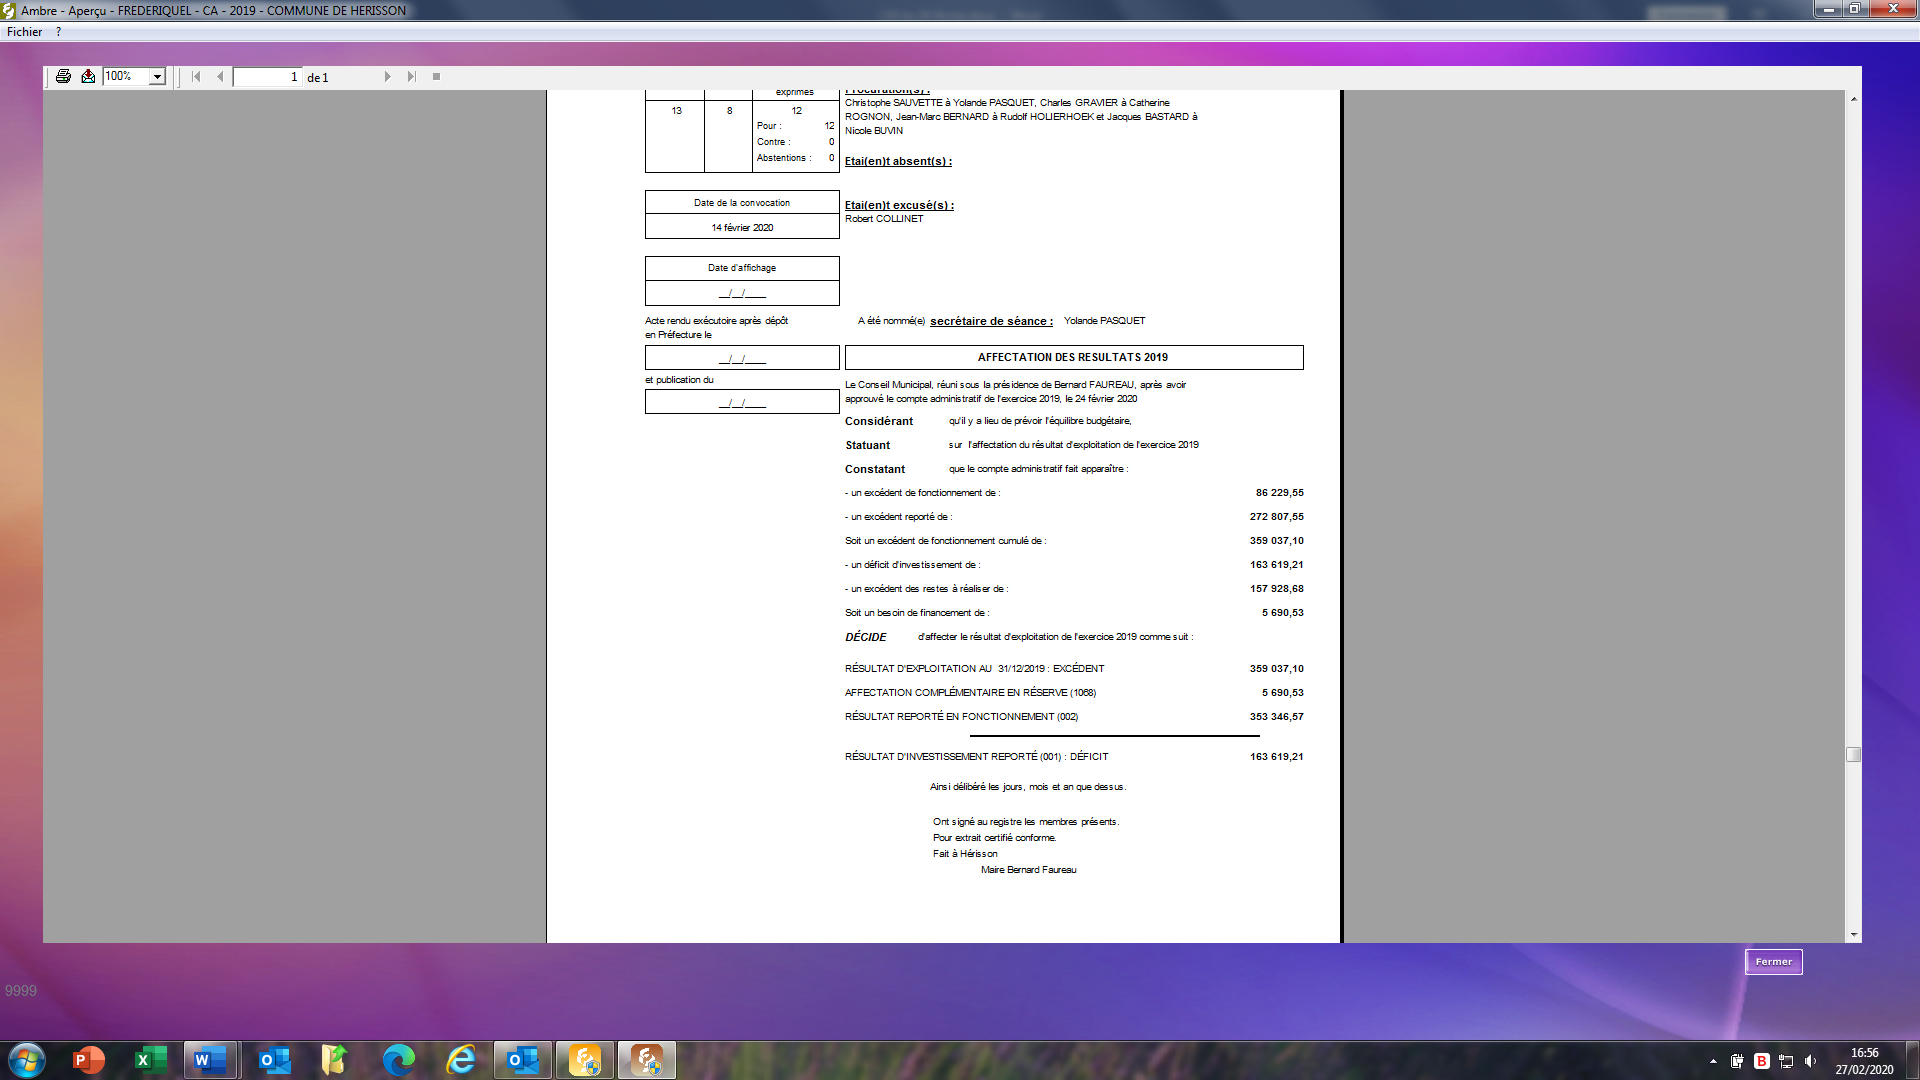 Ambre - Aperçu - FREDERIQUEL - CA - 2019 - COMMUNE DE HERISSON
Fichier ?
100% 1 de 1
exprimés
13 8 12
Pour : 12
Contre : 0
Abstentions : 0
Procuration(s) :
Christophe SAUVETTE à Yolande PASQUET, Charles GRAVIER à Catherine
ROGNON, Jean-Marc BERNARD à Rudolf HOLIERHOEK et Jacques BASTARD à
Nicole BUVIN
Etai(en)t absent(s) :
Date de la convocation
14 février 2020
Etai(en)t excusé(s) :
Robert COLLINET
Date d'affichage
__/__/____
Acte rendu exécutoire après dépôt
en Préfecture le
__/__/____
et publication du
__/__/____
A été nommé(e) secrétaire de séance : Yolande PASQUET
AFFECTATION DES RESULTATS 2019
Le Conseil Municipal, réuni sous la présidence de Bernard FAUREAU, après avoir
approuvé le compte administratif de l'exercice 2019, le 24 février 2020
Considérant qu'il y a lieu de prévoir l'équilibre budgétaire,
Statuant sur l'affectation du résultat d'exploitation de l'exercice 2019
Constatant que le compte administratif fait apparaître :
- un excédent de fonctionnement de : 86 229,55
- un excédent reporté de : 272 807,55
Soit un excédent de fonctionnement cumulé de : 359 037,10
- un déficit d'investissement de : 163 619,21
- un excédent des restes à réaliser de : 157 928,68
Soit un besoin de financement de : 5 690,53
DÉCIDE d'affecter le résultat d'exploitation de l'exercice 2019 comme suit :
RÉSULTAT D'EXPLOITATION AU 31/12/2019 : EXCÉDENT 359 037,10
AFFECTATION COMPLÉMENTAIRE EN RÉSERVE (1068) 5 690,53
RÉSULTAT REPORTÉ EN FONCTIONNEMENT (002) 353 346,57
RÉSULTAT D'INVESTISSEMENT REPORTÉ (001) : DÉFICIT 163 619,21
Ainsi délibéré les jours, mois et an que dessus.
Ont signé au registre les membres présents.
Pour extrait certifié conforme.
Fait à Hérisson
Maire Bernard Faureau
Fermer
9999
16:56
27/02/2020